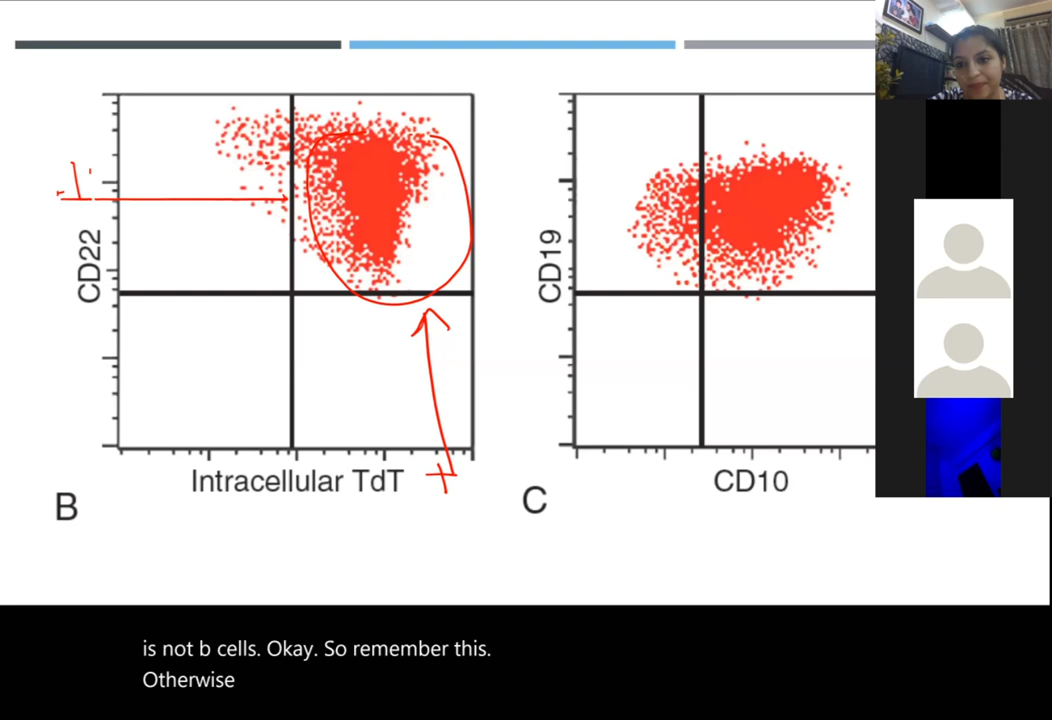 CD22
Intracellular TdT
+
B
CD19
CD10
C
is not b cells. Okay. So remember this.
Otherwise